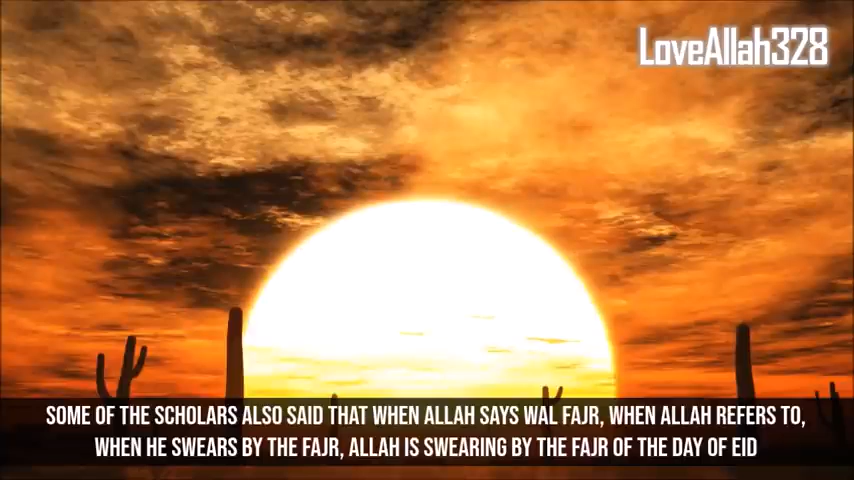 LoveAllah328
SOME OF THE SCHOLARS ALSO SAID THAT WHEN ALLAH SAYS WAL FAJR, WHEN ALLAH REFERS TO,
WHEN HE SWEARS BY THE FAJR, ALLAH IS SWEARING BY THE FAJR OF THE DAY OF EID